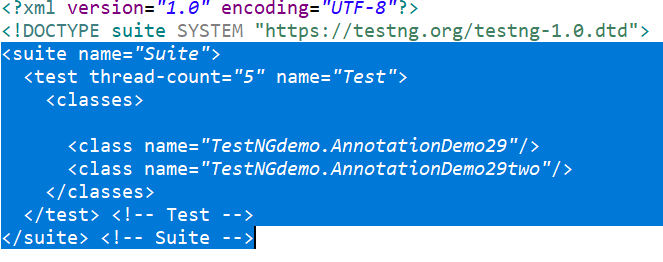 <?xml version="1.0" encoding="UTF-8"?>
<!DOCTYPE suite SYSTEM "https://testng.org/testng-1.0.dtd">
<suite name="Suite">
  <test thread-count="5" name="Test">
    <classes>

      <class name="TestNGdemo.AnnotationDemo29"/>
      <class name="TestNGdemo.AnnotationDemo29two"/>
    </classes>
  </test> <!-- Test -->
</suite> <!-- Suite -->